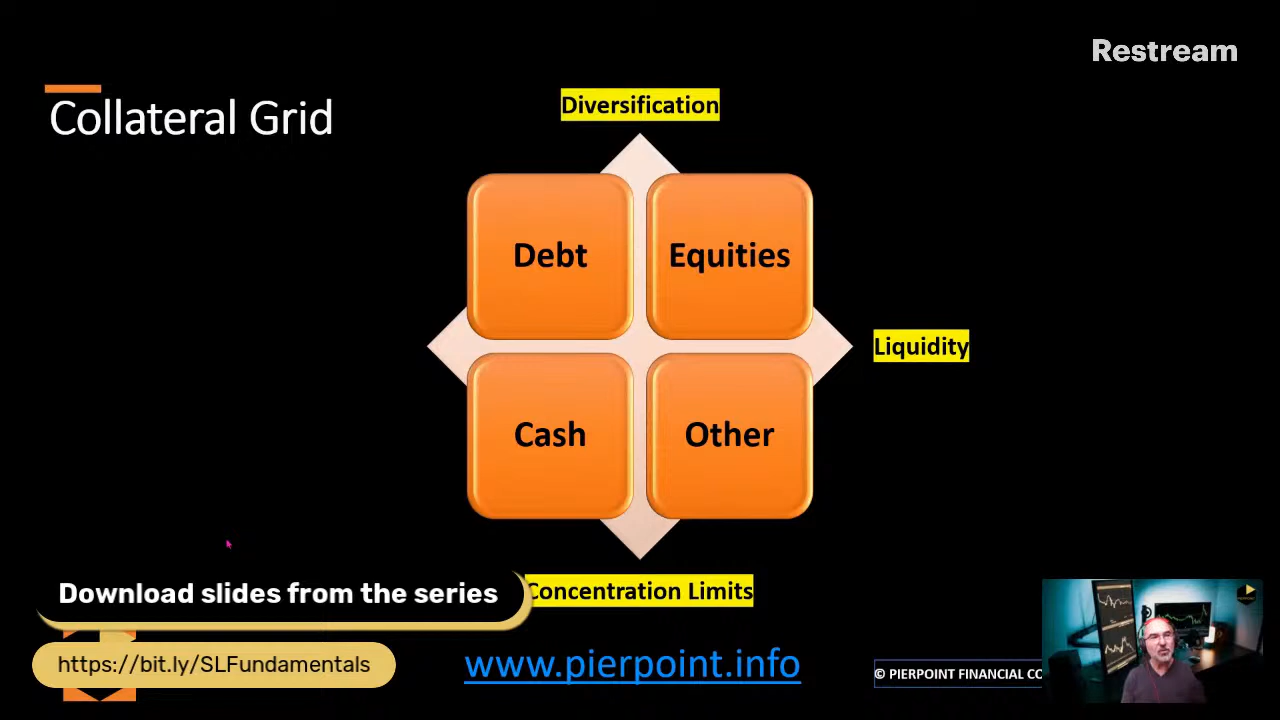 Restream
Collateral Grid
Diversification
Debt
Equities
Liquidity
Cash
Other
Download slides from the series
Concentration Limits
https://bit.ly/SLFundamentals
www.pierpoint.info
© PIERPOINT FINANCIAL